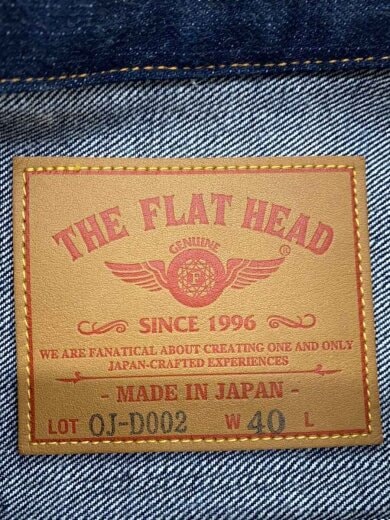 THE FLAT HEAD
GENUINE
®
SINCE 1996
WE ARE FANATICAL ABOUT CREATING ONE AND ONLY
JAPAN-CRAFTED EXPERIENCES
- MADE IN JAPAN -
LOT OJ-D002 W 40 L